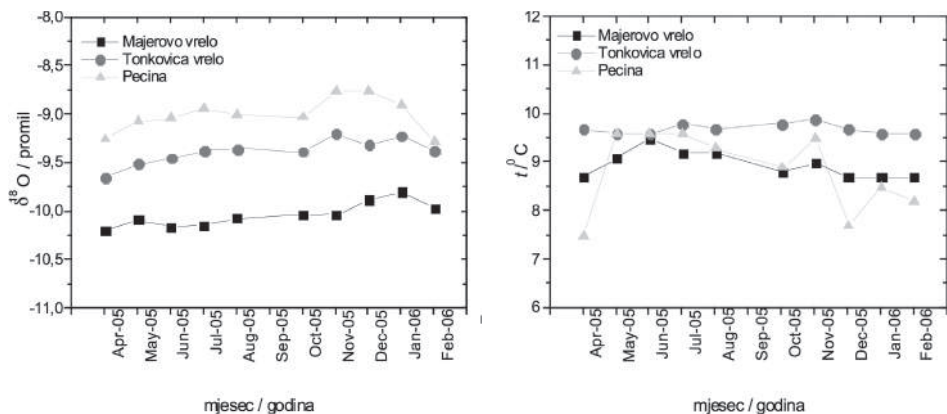 -8,0
-8,5
-9,0
-9,5
-10,0
-10,5
-11,0
δ18O / promil
Majerovo vrelo
Tonkovica vrelo
Pecina
Apr-05
May-05
Jun-05
Jul-05
Aug-05
Sep-05
Oct-05
Nov-05
Dec-05
Jan-06
Feb-06
mjesec / godina
12
11
10
9
8
7
6
t /0 C
Majerovo vrelo
Tonkovica vrelo
Pecina
Apr-05
May-05
Jun-05
Jul-05
Aug-05
Sep-05
Oct-05
Nov-05
Dec-05
Jan-06
Feb-06
mjesec / godina